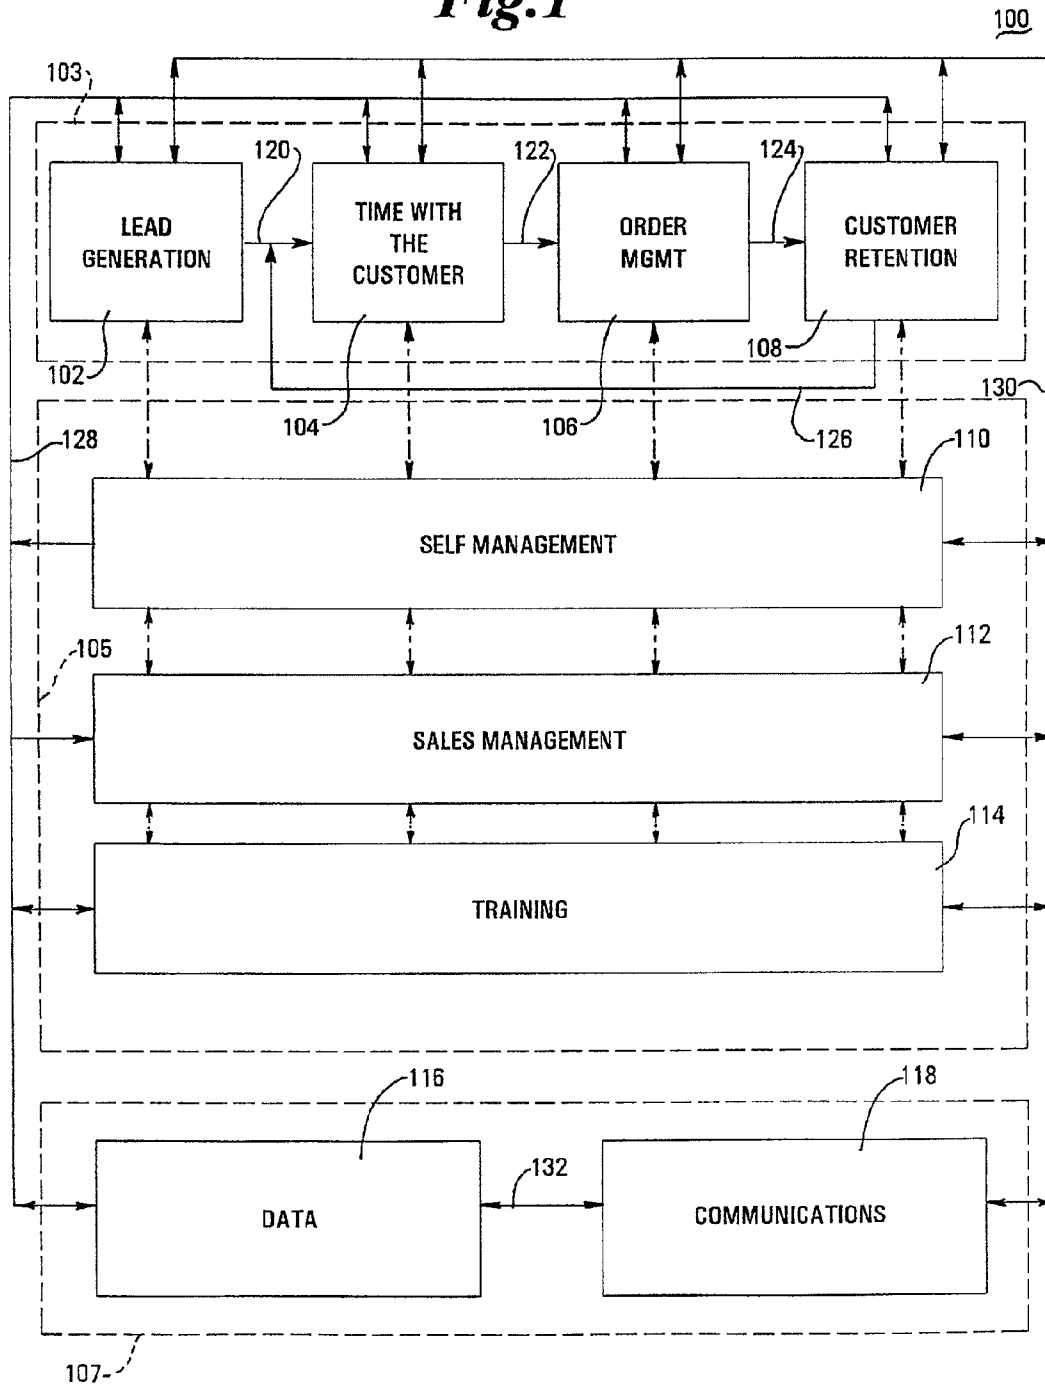 Fig.1
100
103
120
122
124
LEAD
GENERATION
TIME WITH
THE
CUSTOMER
ORDER
MGMT
CUSTOMER
RETENTION
102
104
106
108
126
130
128
110
SELF MANAGEMENT
105
112
SALES MANAGEMENT
114
TRAINING
116
118
132
DATA
COMMUNICATIONS
107